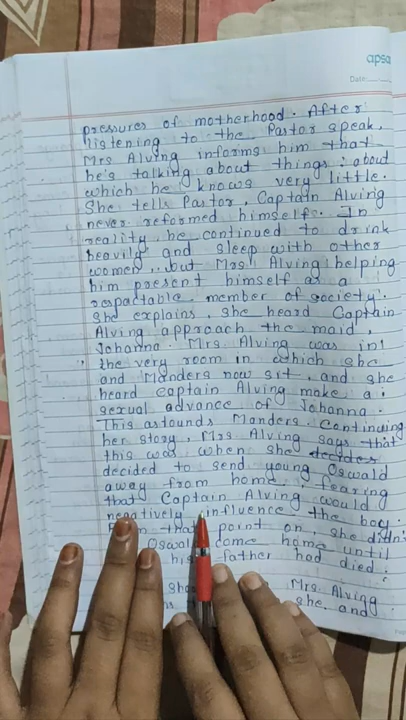 apsa
Date:
pressures of motherhood. After
listening to the Pastor speak,
Mrs Alving informs him that
he's talking about things about
which he knows very little.
She tells Pastor, Captain Alving
never reformed himself. In
reality, he continued to drink
heavily and sleep with other
women, but Mrs Alving helping
him present himself as a
respactable member of society.
She explains, she heard Captain
Alving approach the maid,
Johanna. Mrs. Alving was in
the very room in which she
and Manders now sit, and she
heard captain Alving make a
sexual advance of Johanna.
This astounds Manders. Continuing
her story, Mrs Alving says that
this was when she decides
decided to send young Oswald
away from home, fearing
that Captain Alving would
negatively influence the boy.
that point on, she didn't
Oswald come home until
his father had died.
Mrs. Alving
she and